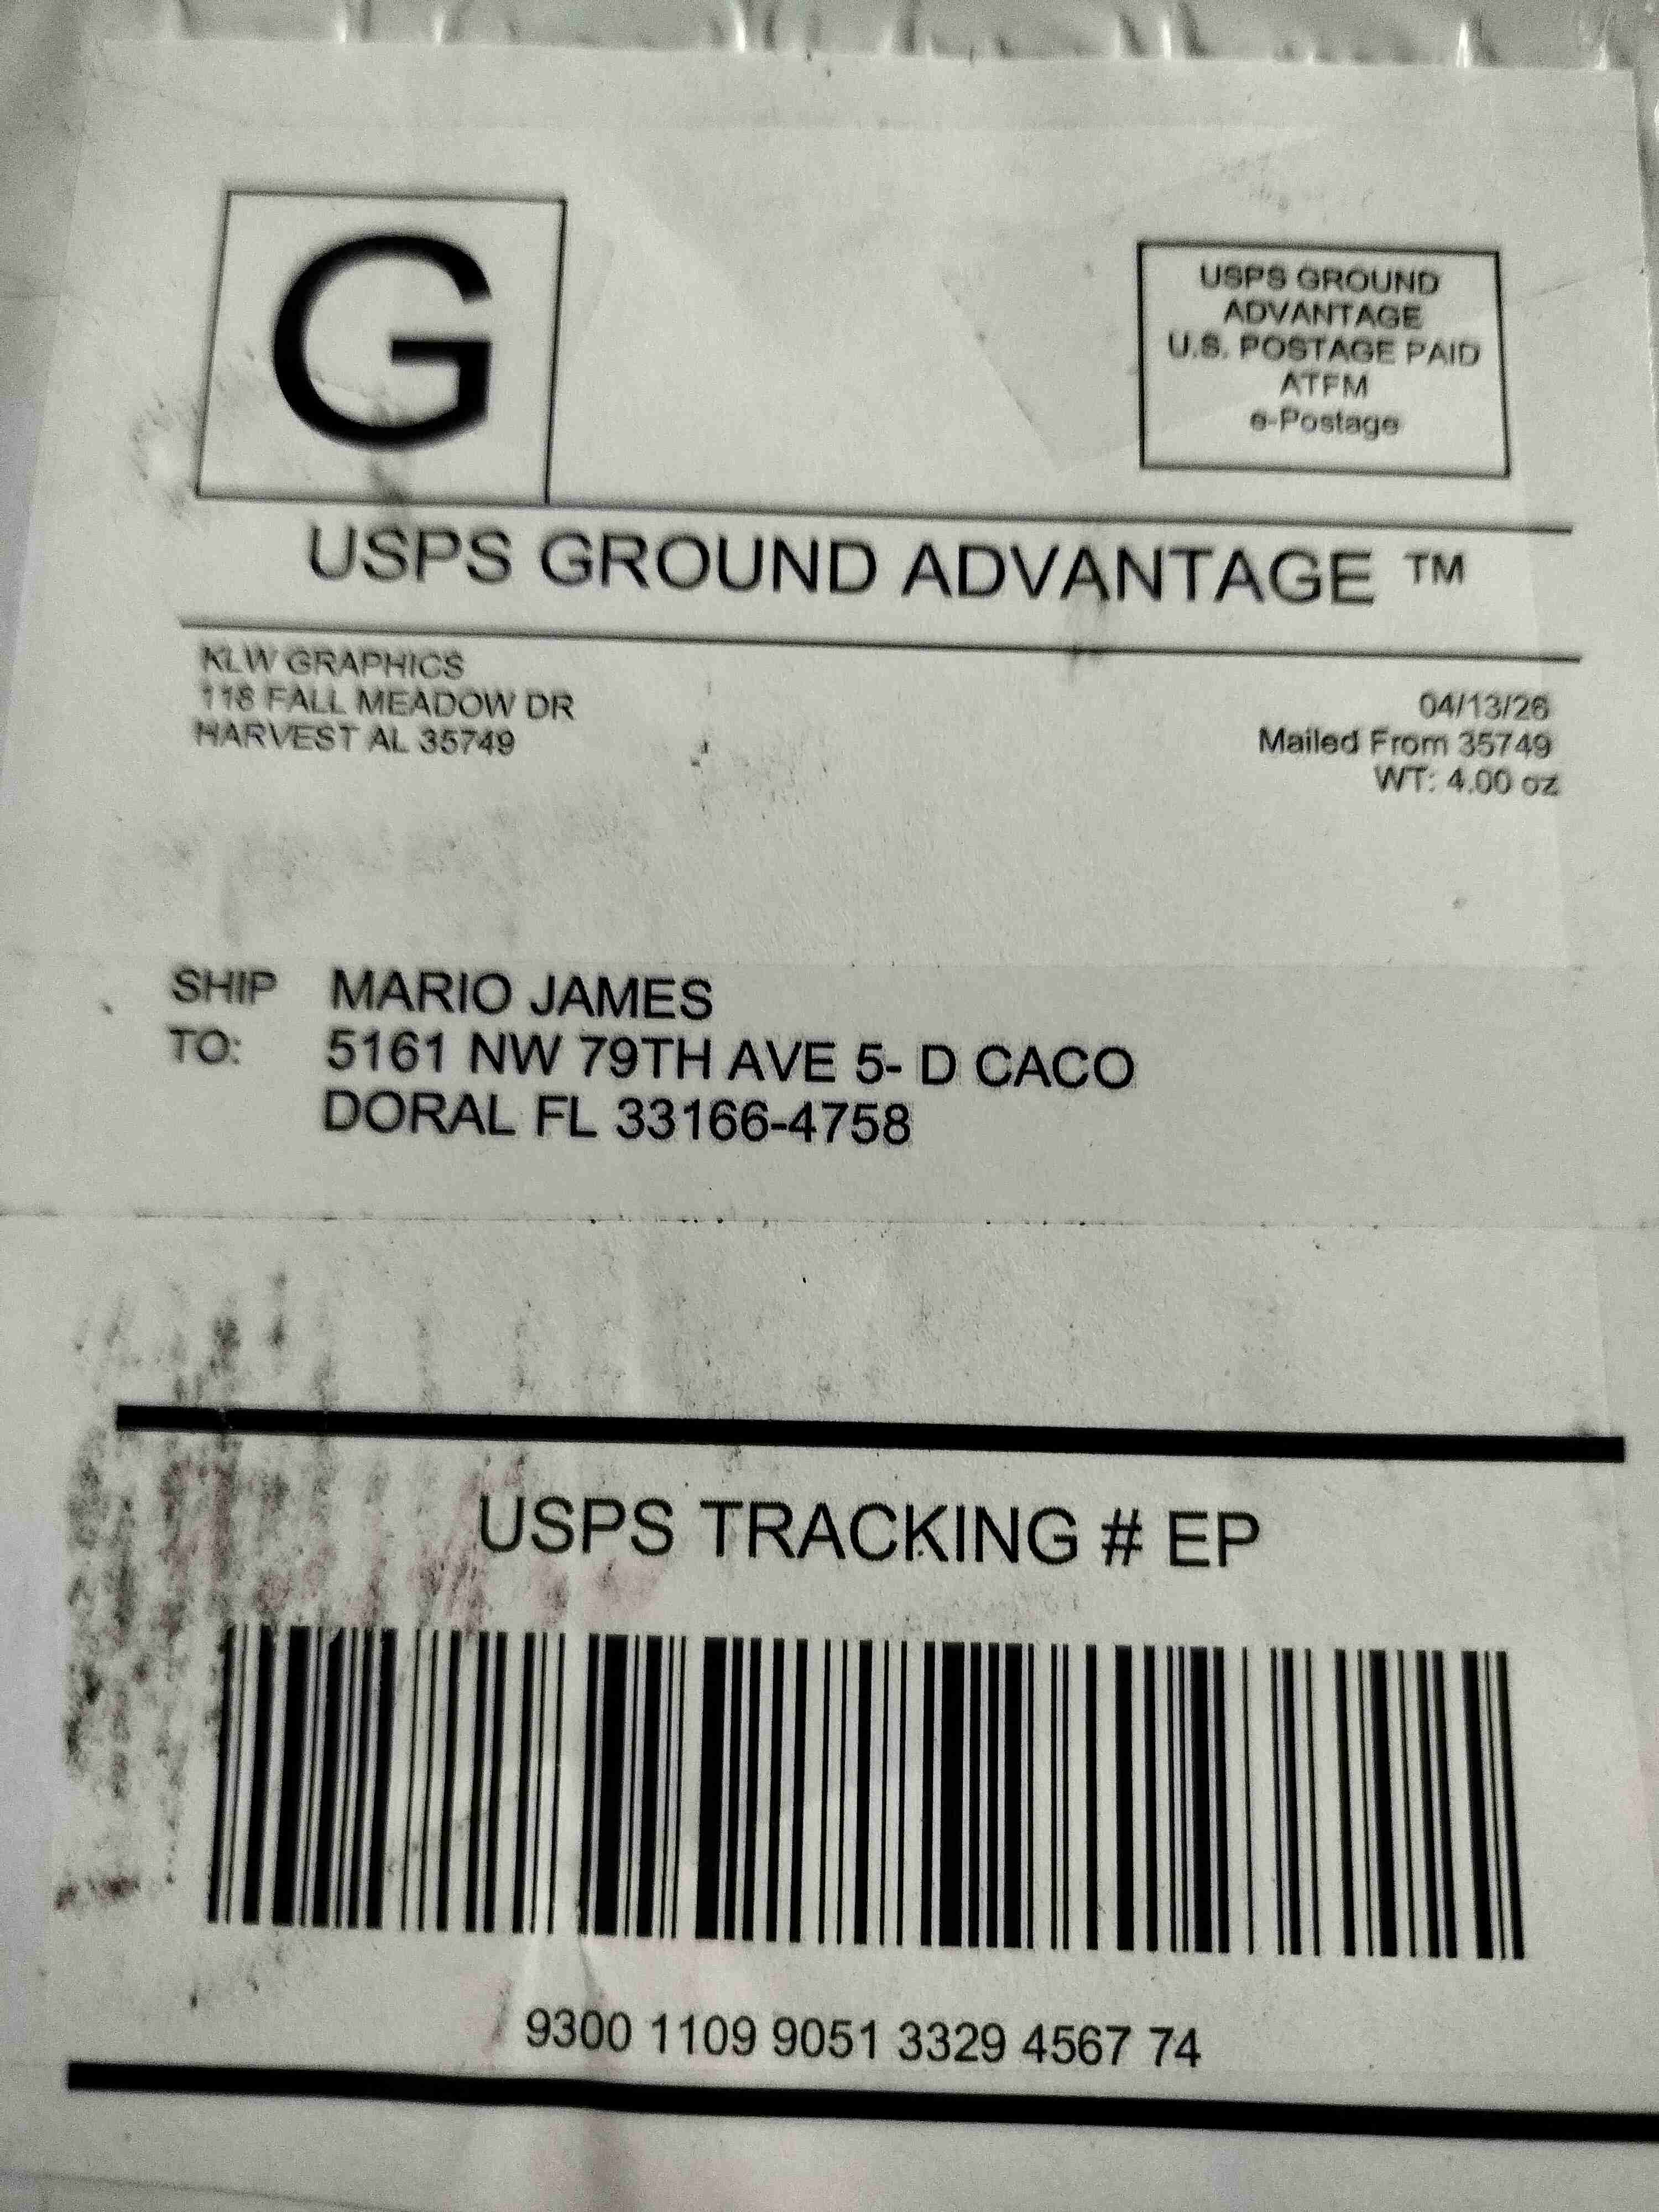 G
USPS GROUND
ADVANTAGE
U.S. POSTAGE PAID
ATFM
e-Postage
USPS GROUND ADVANTAGE ™
KLW GRAPHICS
118 FALL MEADOW DR
HARVEST AL 35749
04/13/26
Mailed From 35749
WT: 4.00 oz
SHIP TO: MARIO JAMES
5161 NW 79TH AVE 5- D CACO
DORAL FL 33166-4758
USPS TRACKING # EP
9300 1109 9051 3329 4567 74